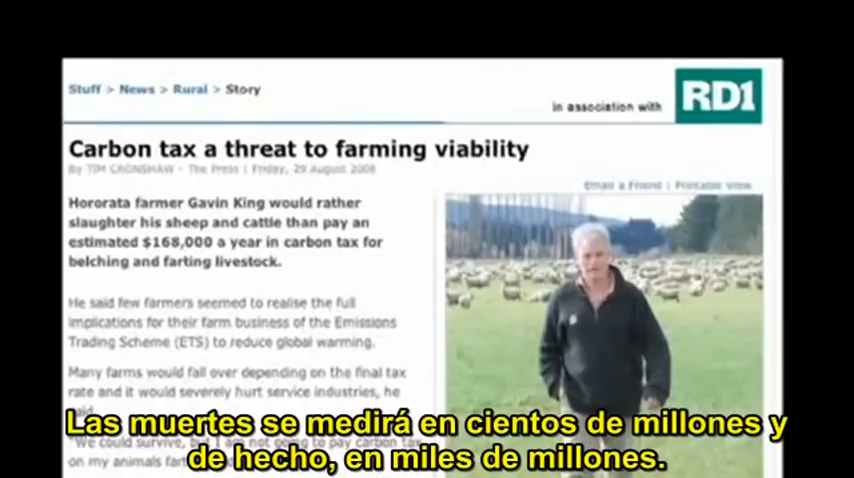 Stuff > News > Rural > Story
in association with RD1
Carbon tax a threat to farming viability
By TIM CRONSHAW - The Press | Friday, 29 August 2008
Email a Friend | Printable View
Hororata farmer Gavin King would rather
slaughter his sheep and cattle than pay an
estimated $168,000 a year in carbon tax for
belching and farting livestock.
He said few farmers seemed to realise the full
implications for their farm business of the Emissions
Trading Scheme (ETS) to reduce global warming.
Many farms would fall over depending on the final tax
rate and it would severely hurt service industries, he
said.
"We could survive, but I am not going to pay carbon tax
on my animals
Las muertes se medirá en cientos de millones y
de hecho, en miles de millones.